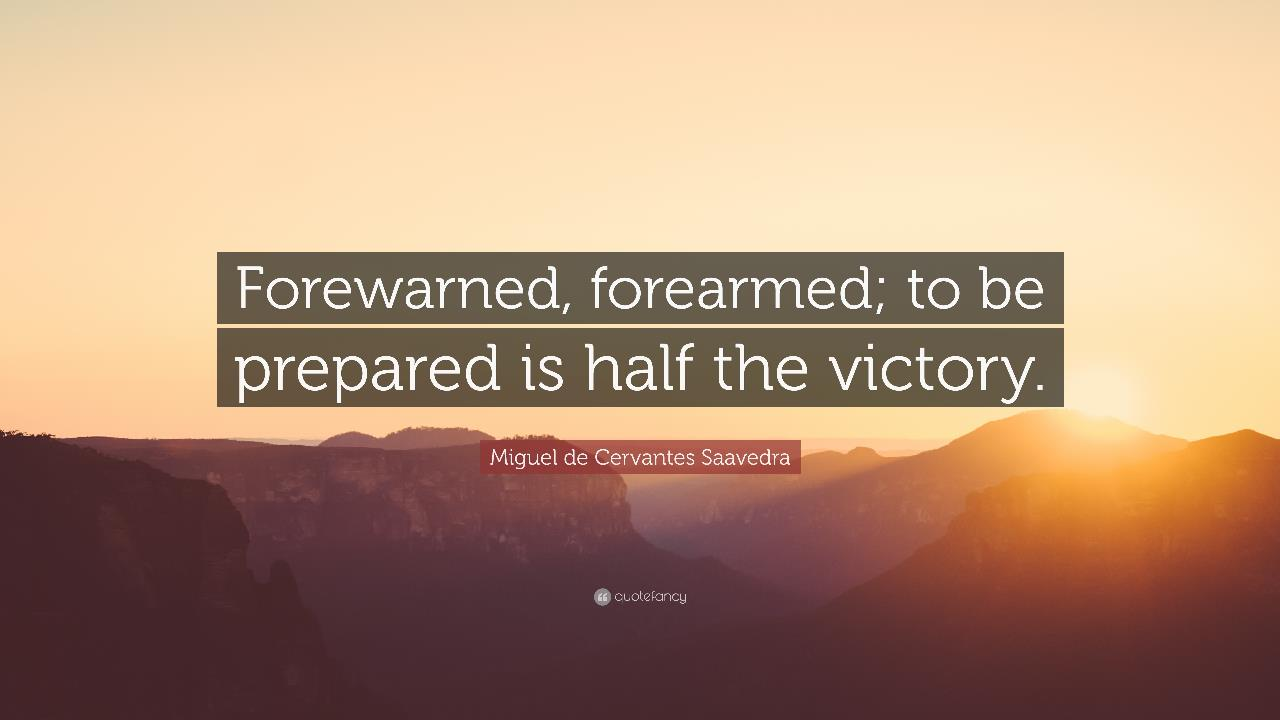 Forewarned, forearmed; to be
prepared is half the victory.
Miguel de Cervantes Saavedra
quotefancy